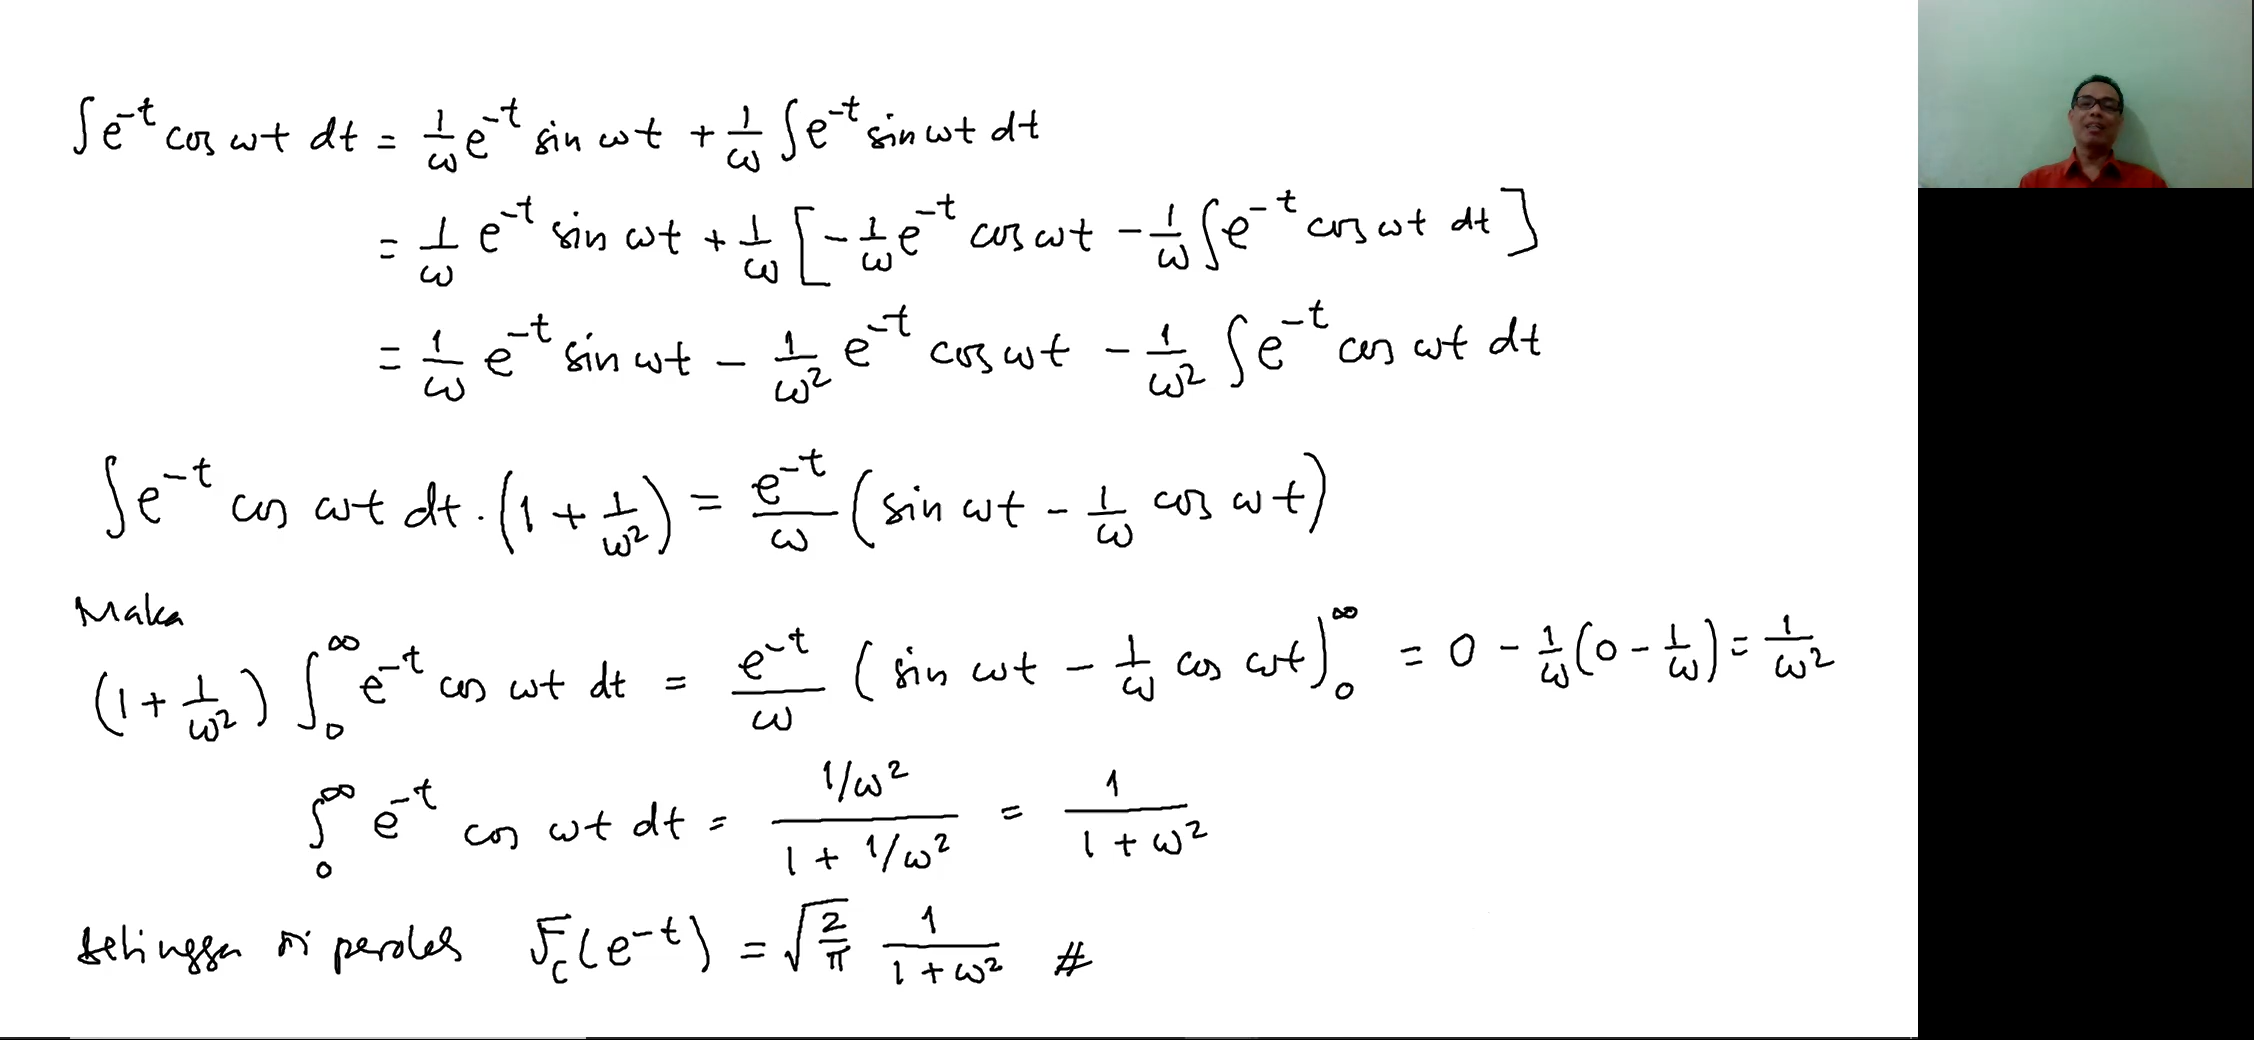 ∫e^{-t} cos ωt dt = 1/ω e^{-t} sin ωt + 1/ω ∫e^{-t} sin ωt dt
= 1/ω e^{-t} sin ωt + 1/ω [-1/ω e^{-t} cos ωt - 1/ω ∫e^{-t} cos ωt dt]
= 1/ω e^{-t} sin ωt - 1/ω² e^{-t} cos ωt - 1/ω² ∫e^{-t} cos ωt dt
∫e^{-t} cos ωt dt . (1 + 1/ω²) = e^{-t}/ω (sin ωt - 1/ω cos ωt)
Maka
(1 + 1/ω²) ∫₀^∞ e^{-t} cos ωt dt = e^{-t}/ω (sin ωt - 1/ω cos ωt)₀^∞ = 0 - 1/ω (0 - 1/ω) = 1/ω²
∫₀^∞ e^{-t} cos ωt dt = (1/ω²)/(1 + 1/ω²) = 1/(1 + ω²)
Sehingga di peroleh F_c(e^{-t}) = √(2/π) 1/(1 + ω²) #